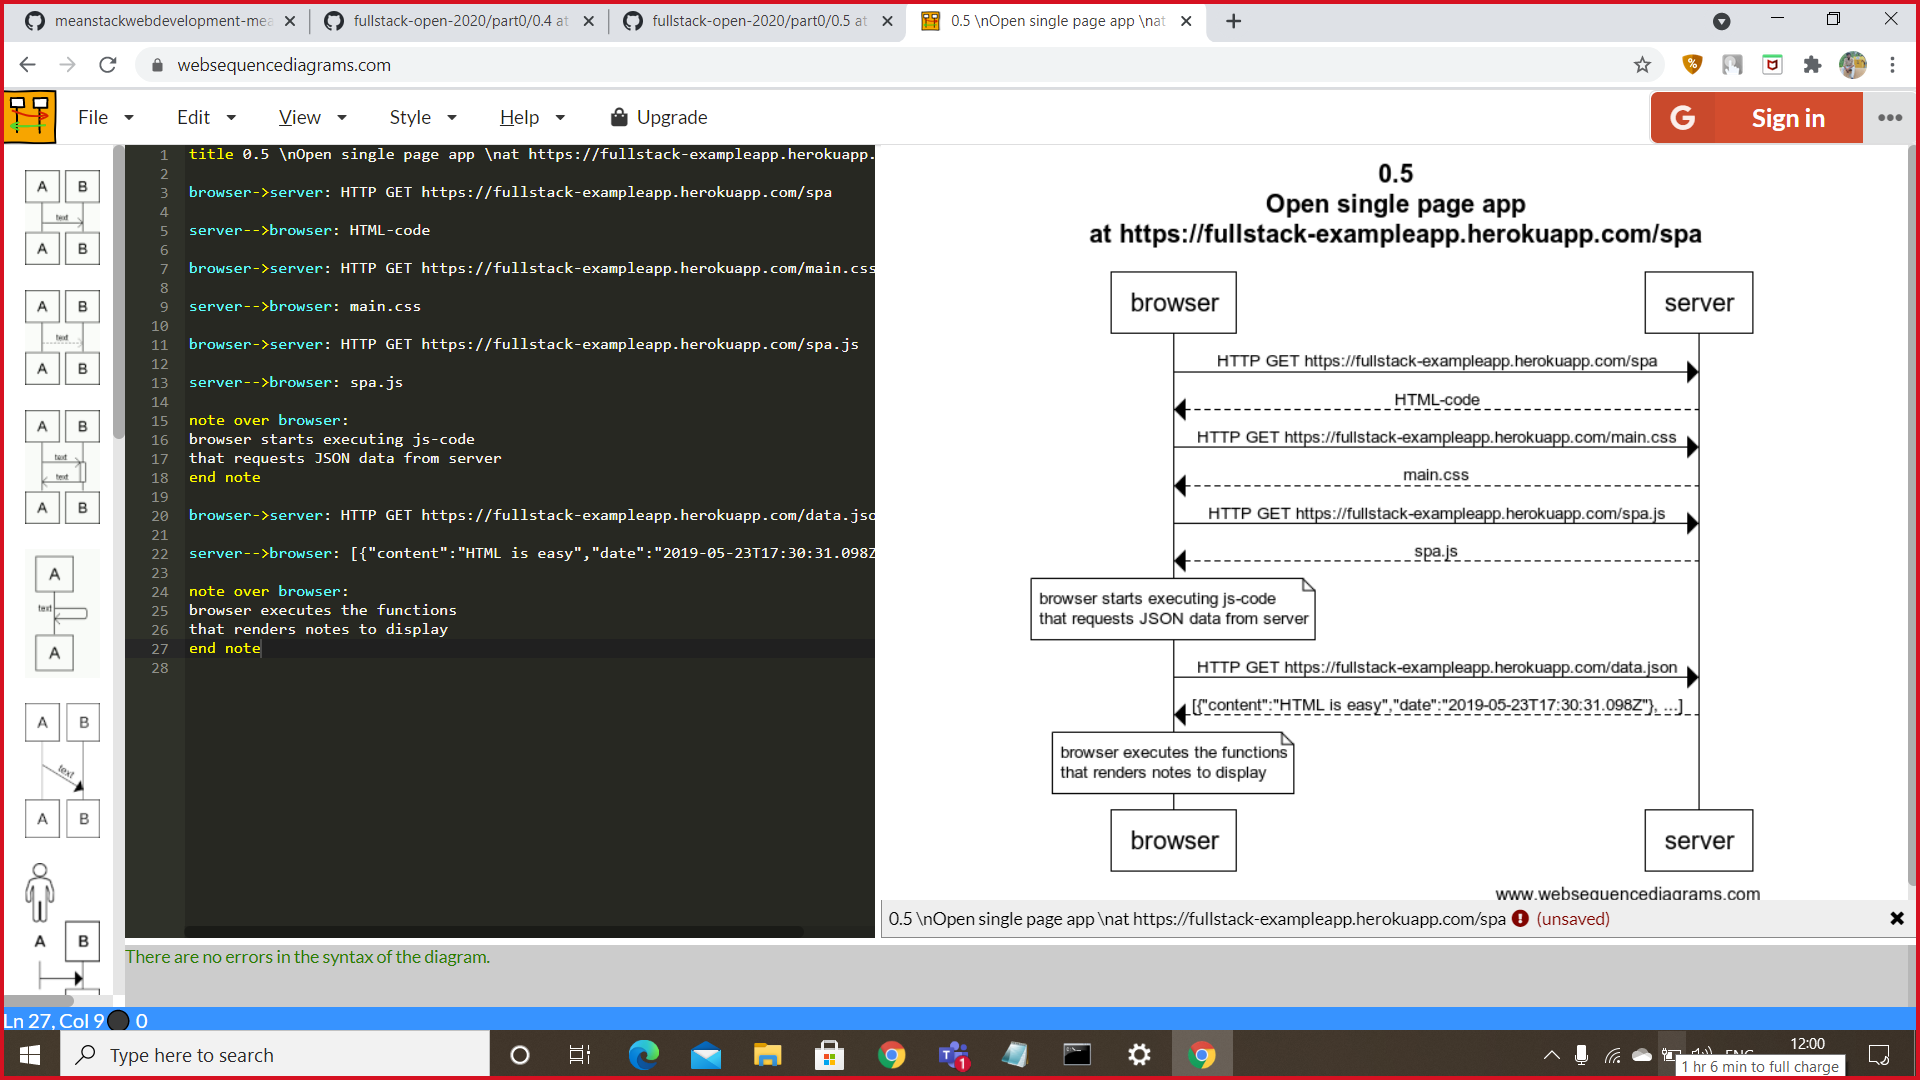 meanstackwebdevelopment-mea
fullstack-open-2020/part0/0.4 at
fullstack-open-2020/part0/0.5 at
0.5 \nOpen single page app \nat
websequencediagrams.com
File
Edit
View
Style
Help
Upgrade
G Sign in
A B
text
A B
A B
text
A B
A B
text
text
A B
A
text
A
A B
text
A B
A B
1 title 0.5 \nOpen single page app \nat https://fullstack-exampleapp.herokuapp.
2
3 browser->server: HTTP GET https://fullstack-exampleapp.herokuapp.com/spa
4
5 server-->browser: HTML-code
6
7 browser->server: HTTP GET https://fullstack-exampleapp.herokuapp.com/main.css
8
9 server-->browser: main.css
10
11 browser->server: HTTP GET https://fullstack-exampleapp.herokuapp.com/spa.js
12
13 server-->browser: spa.js
14
15 note over browser:
16 browser starts executing js-code
17 that requests JSON data from server
18 end note
19
20 browser->server: HTTP GET https://fullstack-exampleapp.herokuapp.com/data.jso
21
22 server-->browser: [{"content":"HTML is easy","date":"2019-05-23T17:30:31.098Z
23
24 note over browser:
25 browser executes the functions
26 that renders notes to display
27 end note
28
0.5
Open single page app
at https://fullstack-exampleapp.herokuapp.com/spa
browser server
HTTP GET https://fullstack-exampleapp.herokuapp.com/spa
HTML-code
HTTP GET https://fullstack-exampleapp.herokuapp.com/main.css
main.css
HTTP GET https://fullstack-exampleapp.herokuapp.com/spa.js
spa.js
browser starts executing js-code
that requests JSON data from server
HTTP GET https://fullstack-exampleapp.herokuapp.com/data.json
[{"content":"HTML is easy","date":"2019-05-23T17:30:31.098Z"}, ...]
browser executes the functions
that renders notes to display
browser server
www.websequencediagrams.com
0.5 \nOpen single page app \nat https://fullstack-exampleapp.herokuapp.com/spa (unsaved)
There are no errors in the syntax of the diagram.
Ln 27, Col 9 0
Type here to search
1
ENG
12:00
1 hr 6 min to full charge